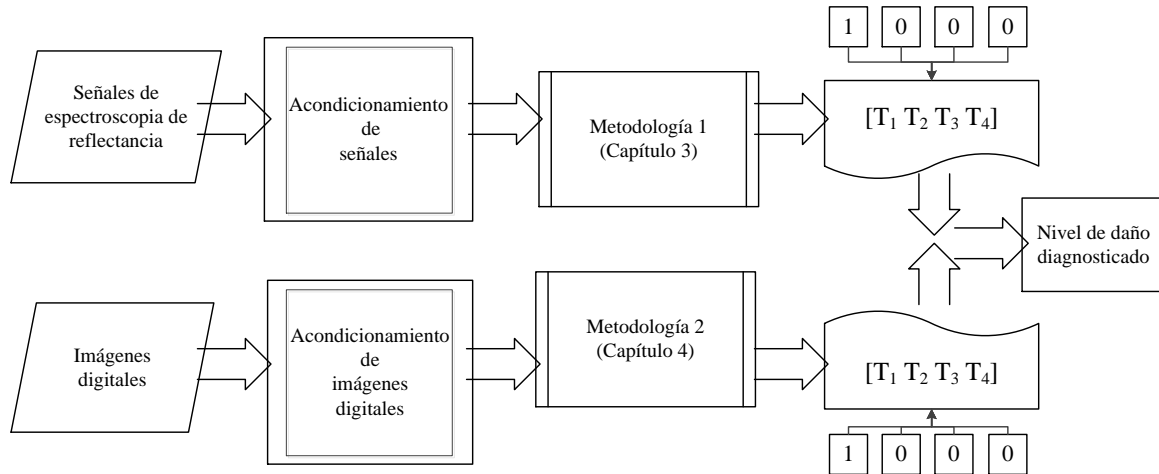 1 0 0 0
Señales de
espectroscopia de
reflectancia
Acondicionamiento
de
señales
Metodología 1
(Capítulo 3)
[T₁ T₂ T₃ T₄]
Nivel de daño
diagnosticado
Imágenes
digitales
Acondicionamiento
de
imágenes
digitales
Metodología 2
(Capítulo 4)
[T₁ T₂ T₃ T₄]
1 0 0 0